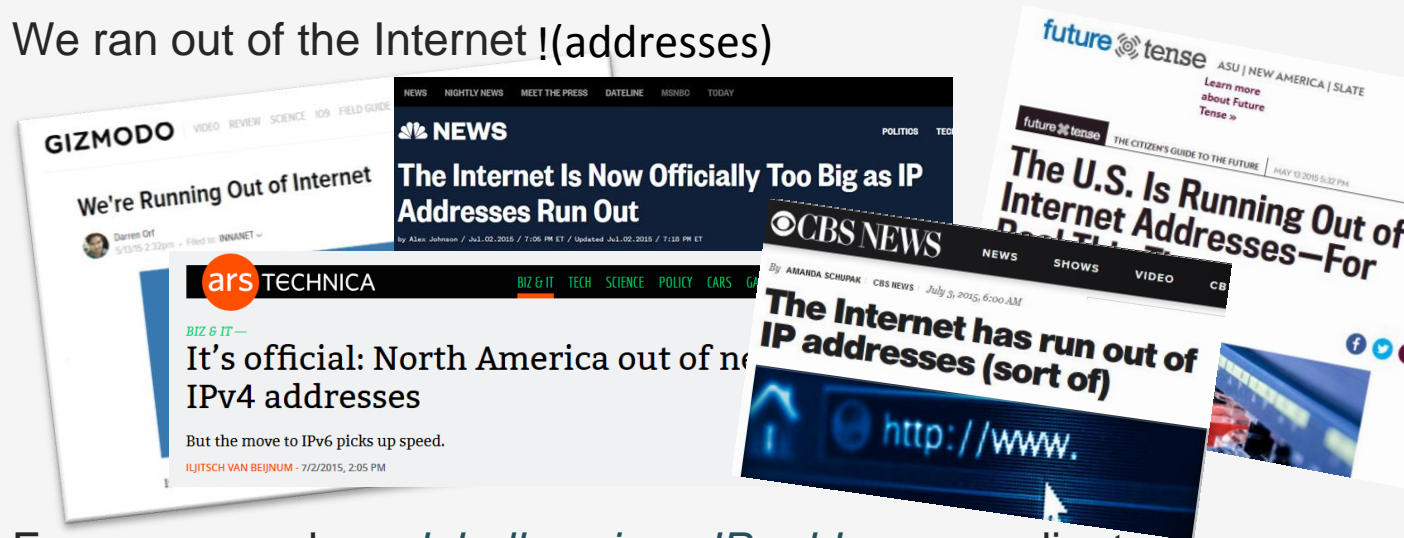 We ran out of the Internet !(addresses)
GIZMODO VIDEO REVIEW SCIENCE IO9 FIELD GUIDE
We're Running Out of Internet
Darren Orf
5/13/15 2:32pm • Filed to: INNANET
NEWS NIGHTLY NEWS MEET THE PRESS DATELINE MSNBC TODAY
NEWS POLITICS
The Internet Is Now Officially Too Big as IP
Addresses Run Out
by Alex Johnson / Jul.02.2015 / 7:05 PM ET / Updated Jul.02.2015 / 7:18 PM ET
future tense ASU | NEW AMERICA | SLATE
Learn more
about Future
Tense »
future tense THE CITIZEN'S GUIDE TO THE FUTURE MAY 13 2015 5:32 PM
The U.S. Is Running Out of
Internet Addresses—For
ars TECHNICA BIZ & IT TECH SCIENCE POLICY CARS
BIZ & IT —
It's official: North America out of
IPv4 addresses
But the move to IPv6 picks up speed.
ILJITSCH VAN BEIJNUM - 7/2/2015, 2:05 PM
CBS NEWS NEWS SHOWS VIDEO
By AMANDA SCHUPAK CBS NEWS July 3, 2015, 6:00 AM
The Internet has run out of
IP addresses (sort of)
http://www.